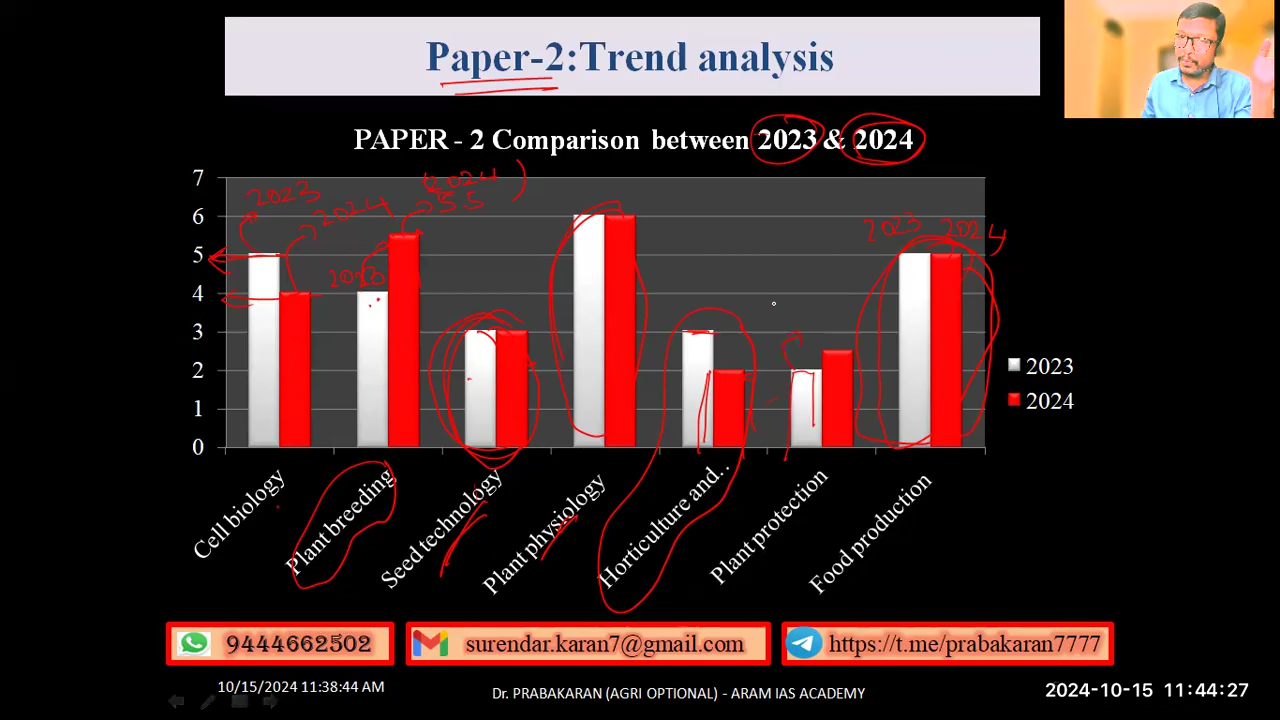 Paper-2:Trend analysis
PAPER - 2 Comparison between 2023 & 2024
7
6
5
4
3
2
1
0
2023
2024
2023
(2024)
55
2023
2024
Cell biology
Plant breeding
Seed technology
Plant physiology
Horticulture and..
Plant protection
Food production
2023
2024
9444662502
surendar.karan7@gmail.com
https://t.me/prabakaran7777
10/15/2024 11:38:44 AM
Dr. PRABAKARAN (AGRI OPTIONAL) - ARAM IAS ACADEMY
2024-10-15 11:44:27